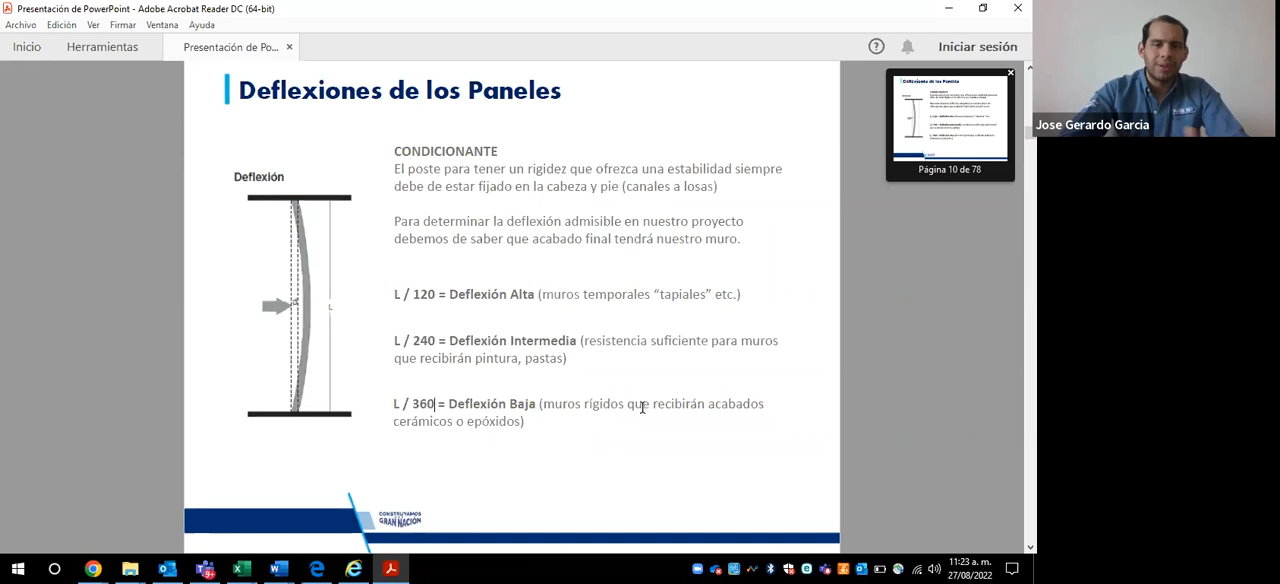 Presentación de PowerPoint - Adobe Acrobat Reader DC (64-bit)
Archivo Edición Ver Firmar Ventana Ayuda
Inicio Herramientas Presentación de Po... × Iniciar sesión
Deflexiones de los Paneles
Jose Gerardo Garcia
Página 10 de 78
Deflexión
L
CONDICIONANTE
El poste para tener un rigidez que ofrezca una estabilidad siempre
debe de estar fijado en la cabeza y pie (canales a losas)
Para determinar la deflexión admisible en nuestro proyecto
debemos de saber que acabado final tendrá nuestro muro.
L / 120 = Deflexión Alta (muros temporales “tapiales” etc.)
L / 240 = Deflexión Intermedia (resistencia suficiente para muros
que recibirán pintura, pastas)
L / 360 = Deflexión Baja (muros rígidos que recibirán acabados
cerámicos o epóxidos)
CONSTRUYAMOS
GRAN NACIÓN
11:23 a. m.
27/08/2022